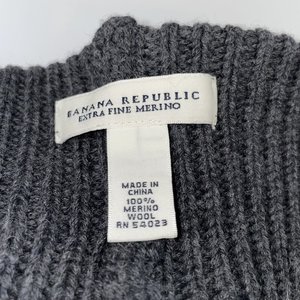 BANANA REPUBLIC
EXTRA FINE MERINO
MADE IN
CHINA
100%
MERINO
WOOL
RN 54023